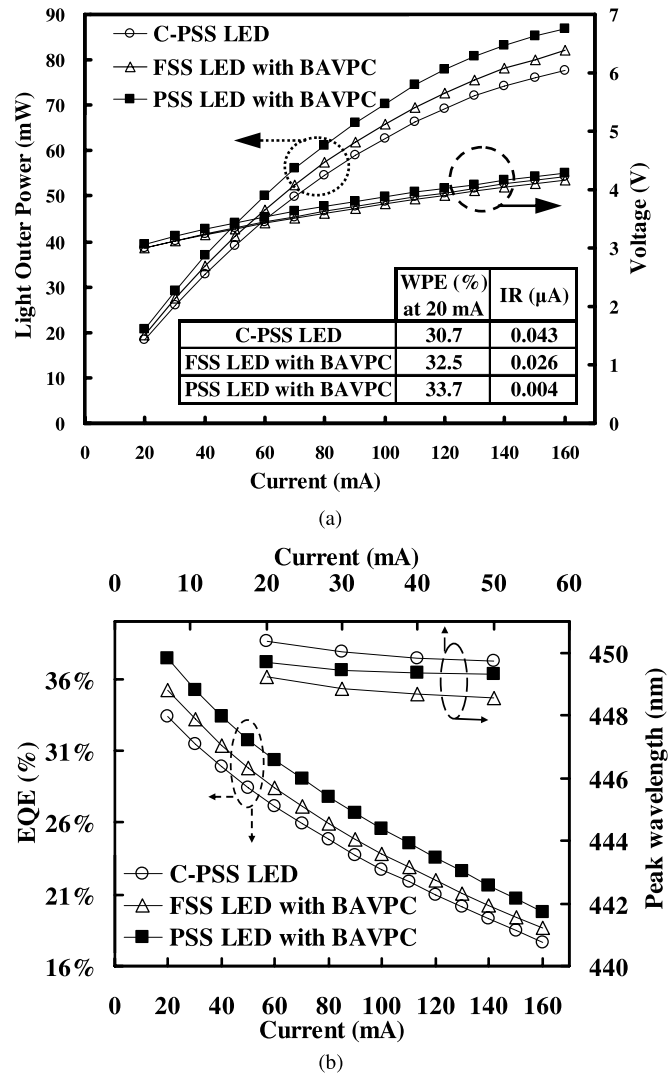 90
80
70
60
50
40
30
20
10
0
Light Outer Power (mW)
C-PSS LED
FSS LED with BAVPC
PSS LED with BAVPC
7
6
5
4
3
2
1
0
Voltage (V)
WPE (%) at 20 mA IR (μA)
C-PSS LED 30.7 0.043
FSS LED with BAVPC 32.5 0.026
PSS LED with BAVPC 33.7 0.004
0 20 40 60 80 100 120 140 160
Current (mA)
(a)
Current (mA)
0 10 20 30 40 50 60
36%
31%
26%
21%
16%
EQE (%)
450
448
446
444
442
440
Peak wavelength (nm)
C-PSS LED
FSS LED with BAVPC
PSS LED with BAVPC
0 20 40 60 80 100 120 140 160
Current (mA)
(b)